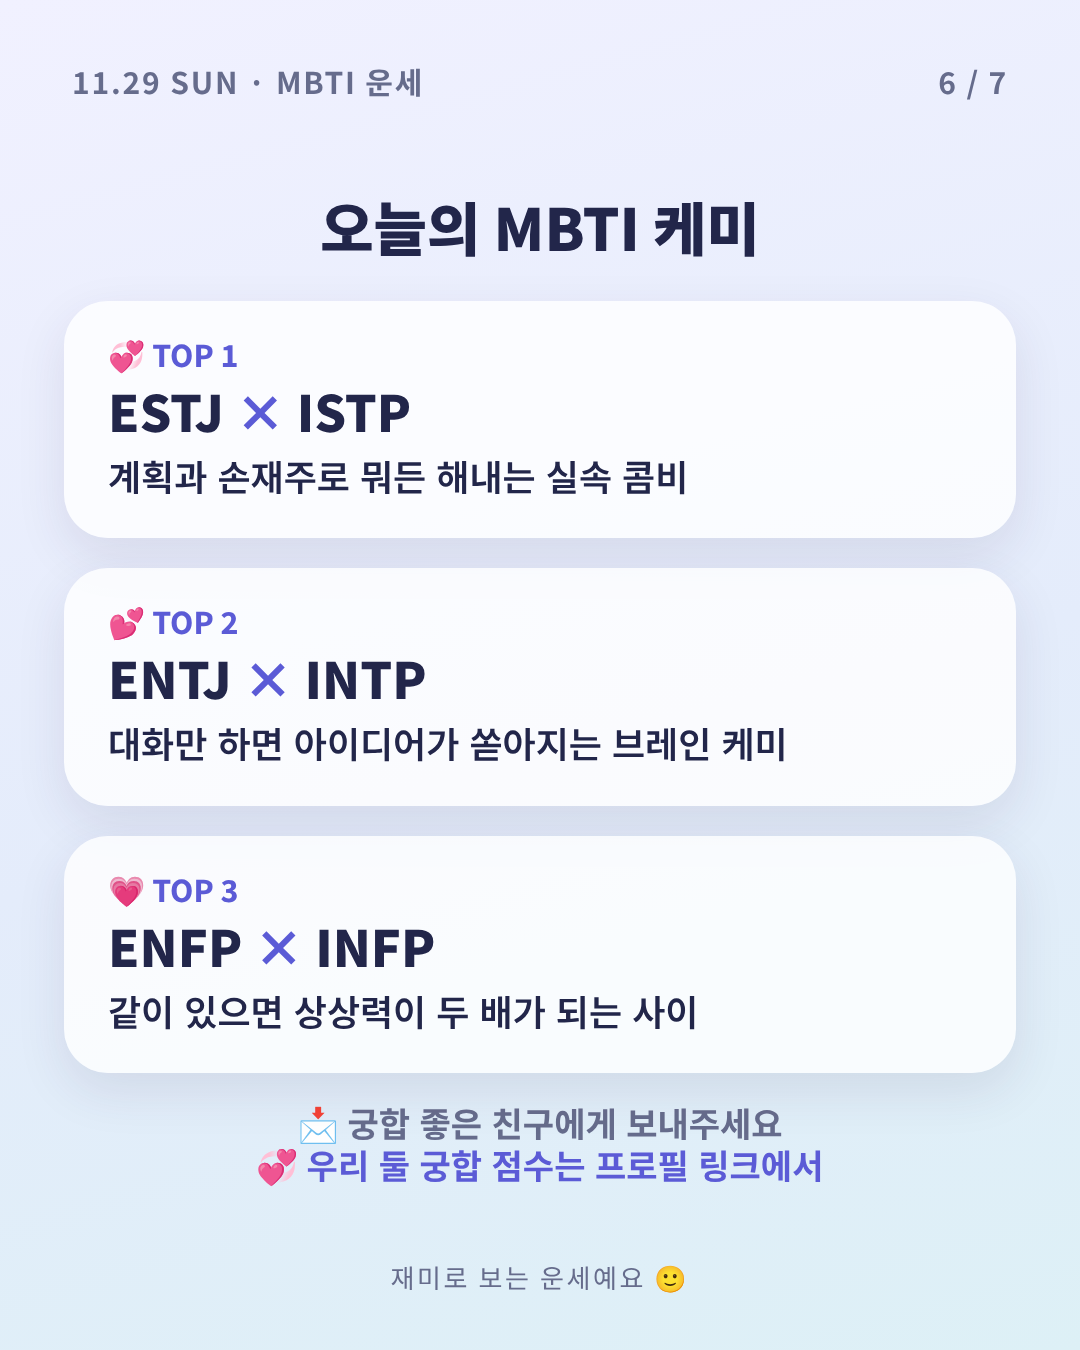 11.29 SUN · MBTI 운세
6 / 7
오늘의 MBTI 케미
💞 TOP 1
ESTJ × ISTP
계획과 손재주로 뭐든 해내는 실속 콤비
💕 TOP 2
ENTJ × INTP
대화만 하면 아이디어가 쏟아지는 브레인 케미
💗 TOP 3
ENFP × INFP
같이 있으면 상상력이 두 배가 되는 사이
📩 궁합 좋은 친구에게 보내주세요
💞 우리 둘 궁합 점수는 프로필 링크에서
재미로 보는 운세예요 🙂